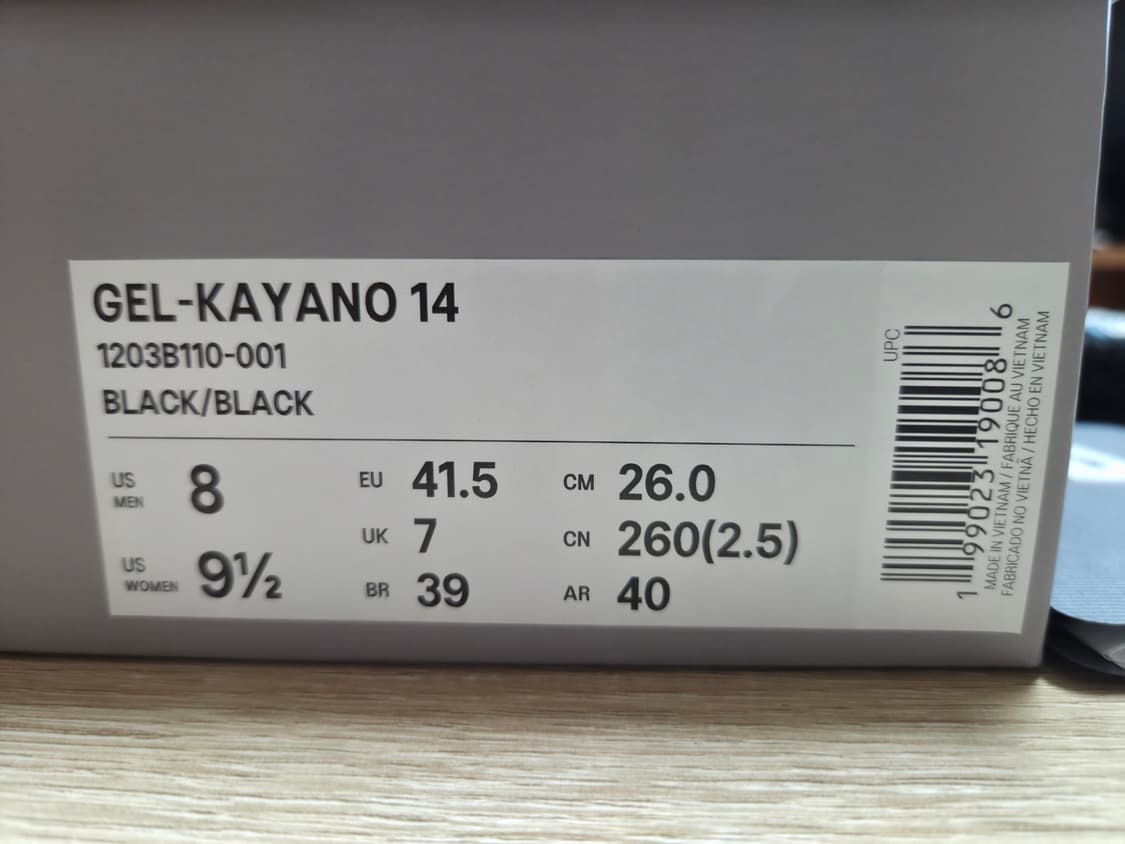 GEL-KAYANO 14
1203B110-001
BLACK/BLACK
US MEN 8
EU 41.5
CM 26.0
UK 7
CN 260(2.5)
US WOMEN 9½
BR 39
AR 40
UPC
1 99023 19008 6
MADE IN VIETNAM / FABRIQUE AU VIETNAM
FABRICADO NO VIETNÃ / HECHO EN VIETNAM